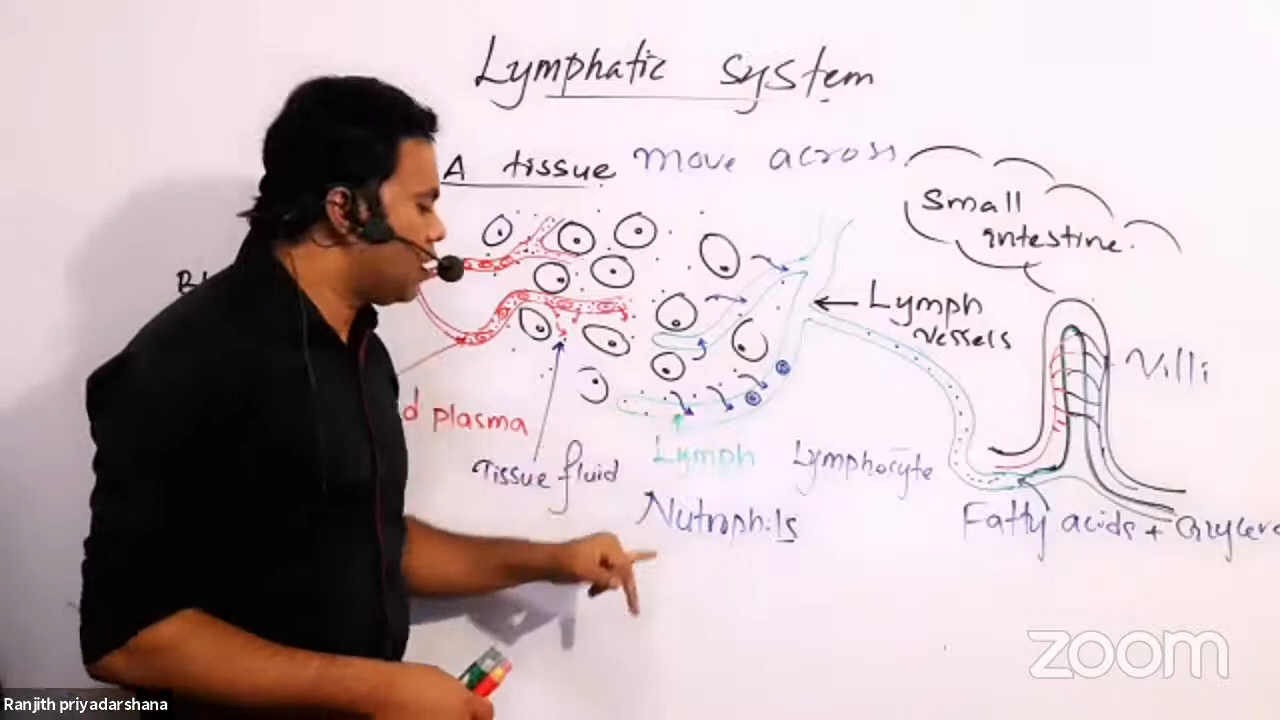 Lymphatic system
A tissue move across
Small
intestine.
Lymph
vessels
Villi
d plasma
Tissue fluid
Lymph
Lymphocyte
Nutrophils
Fatty acids + Glycero
zoom
Ranjith priyadarshana